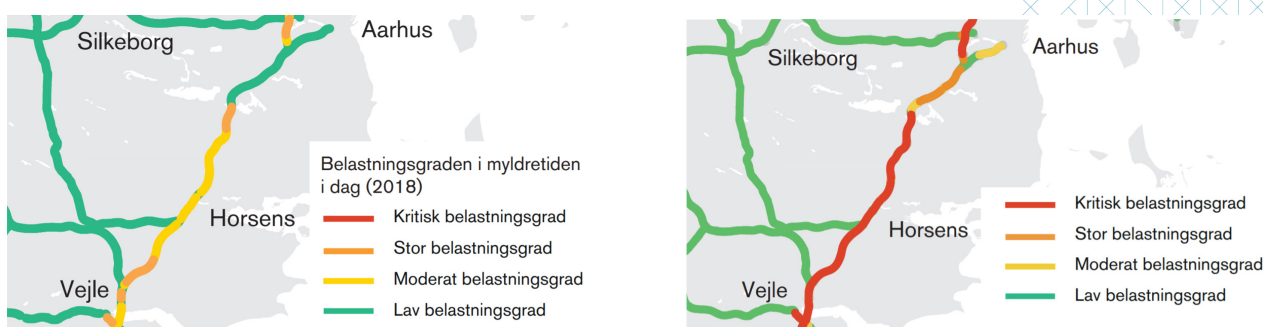 Silkeborg
Aarhus
Belastningsgraden i myldretiden
i dag (2018)
Horsens
Kritisk belastningsgrad
Stor belastningsgrad
Vejle
Moderat belastningsgrad
Lav belastningsgrad
Silkeborg
Aarhus
Horsens
Kritisk belastningsgrad
Stor belastningsgrad
Moderat belastningsgrad
Vejle
Lav belastningsgrad